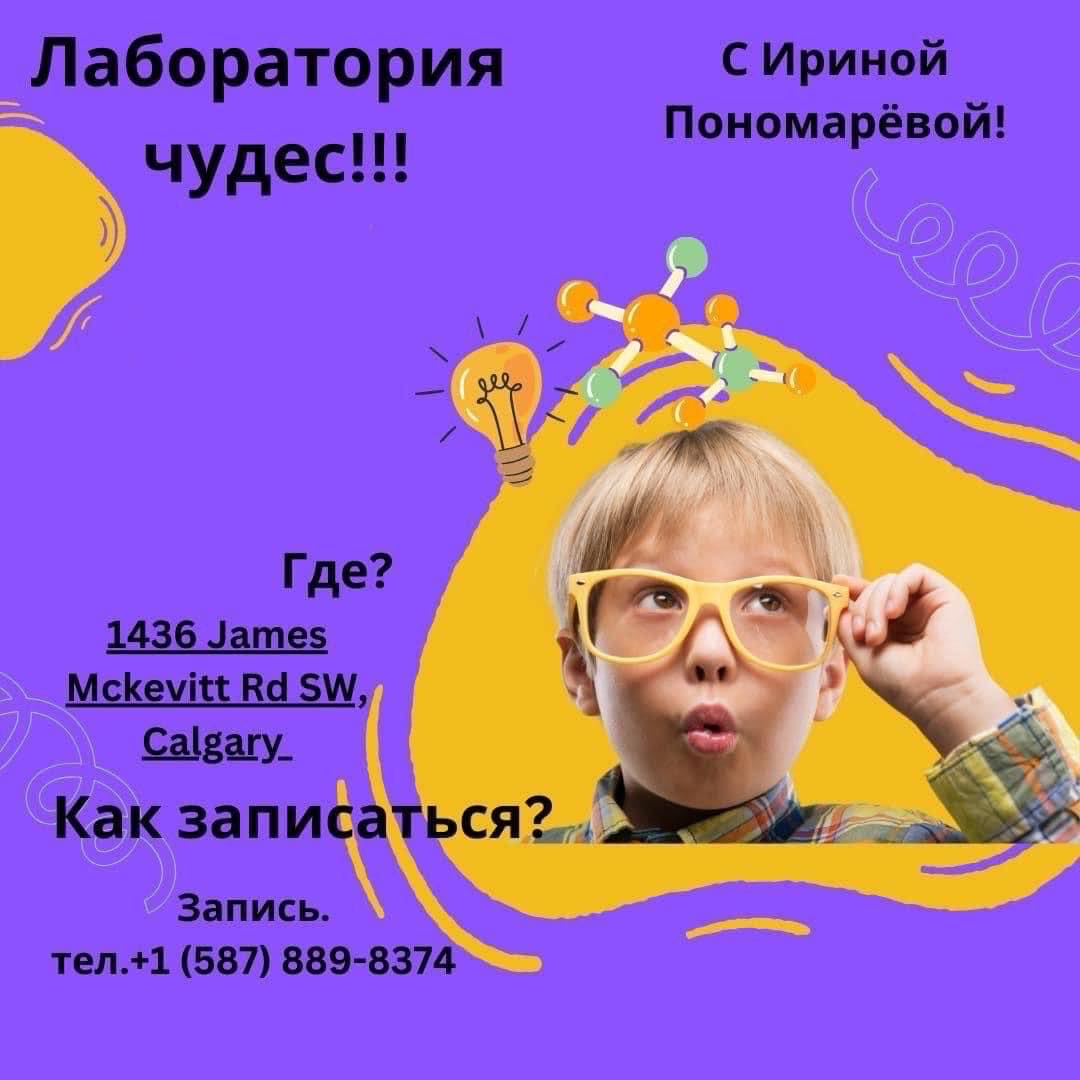 Лаборатория
чудес!!!
С Ириной
Пономарёвой!
Где?
1436 James
Mckevitt Rd SW,
Calgary
Как записаться?
Запись.
тел.+1 (587) 889-8374